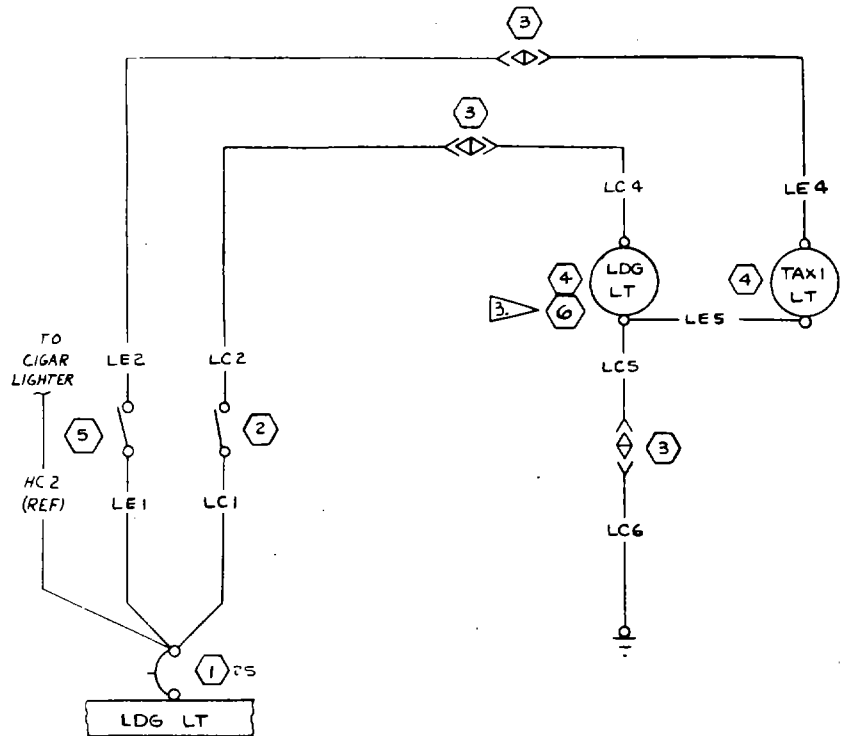 3
3
LC4
LE4
4
LDG
LT
4
TAXI
LT
3.
6
LE5
TO
CIGAR
LIGHTER
LE2
LC2
LC5
5
2
3
HC2
(REF)
LE1
LC1
LC6
1
LDG LT